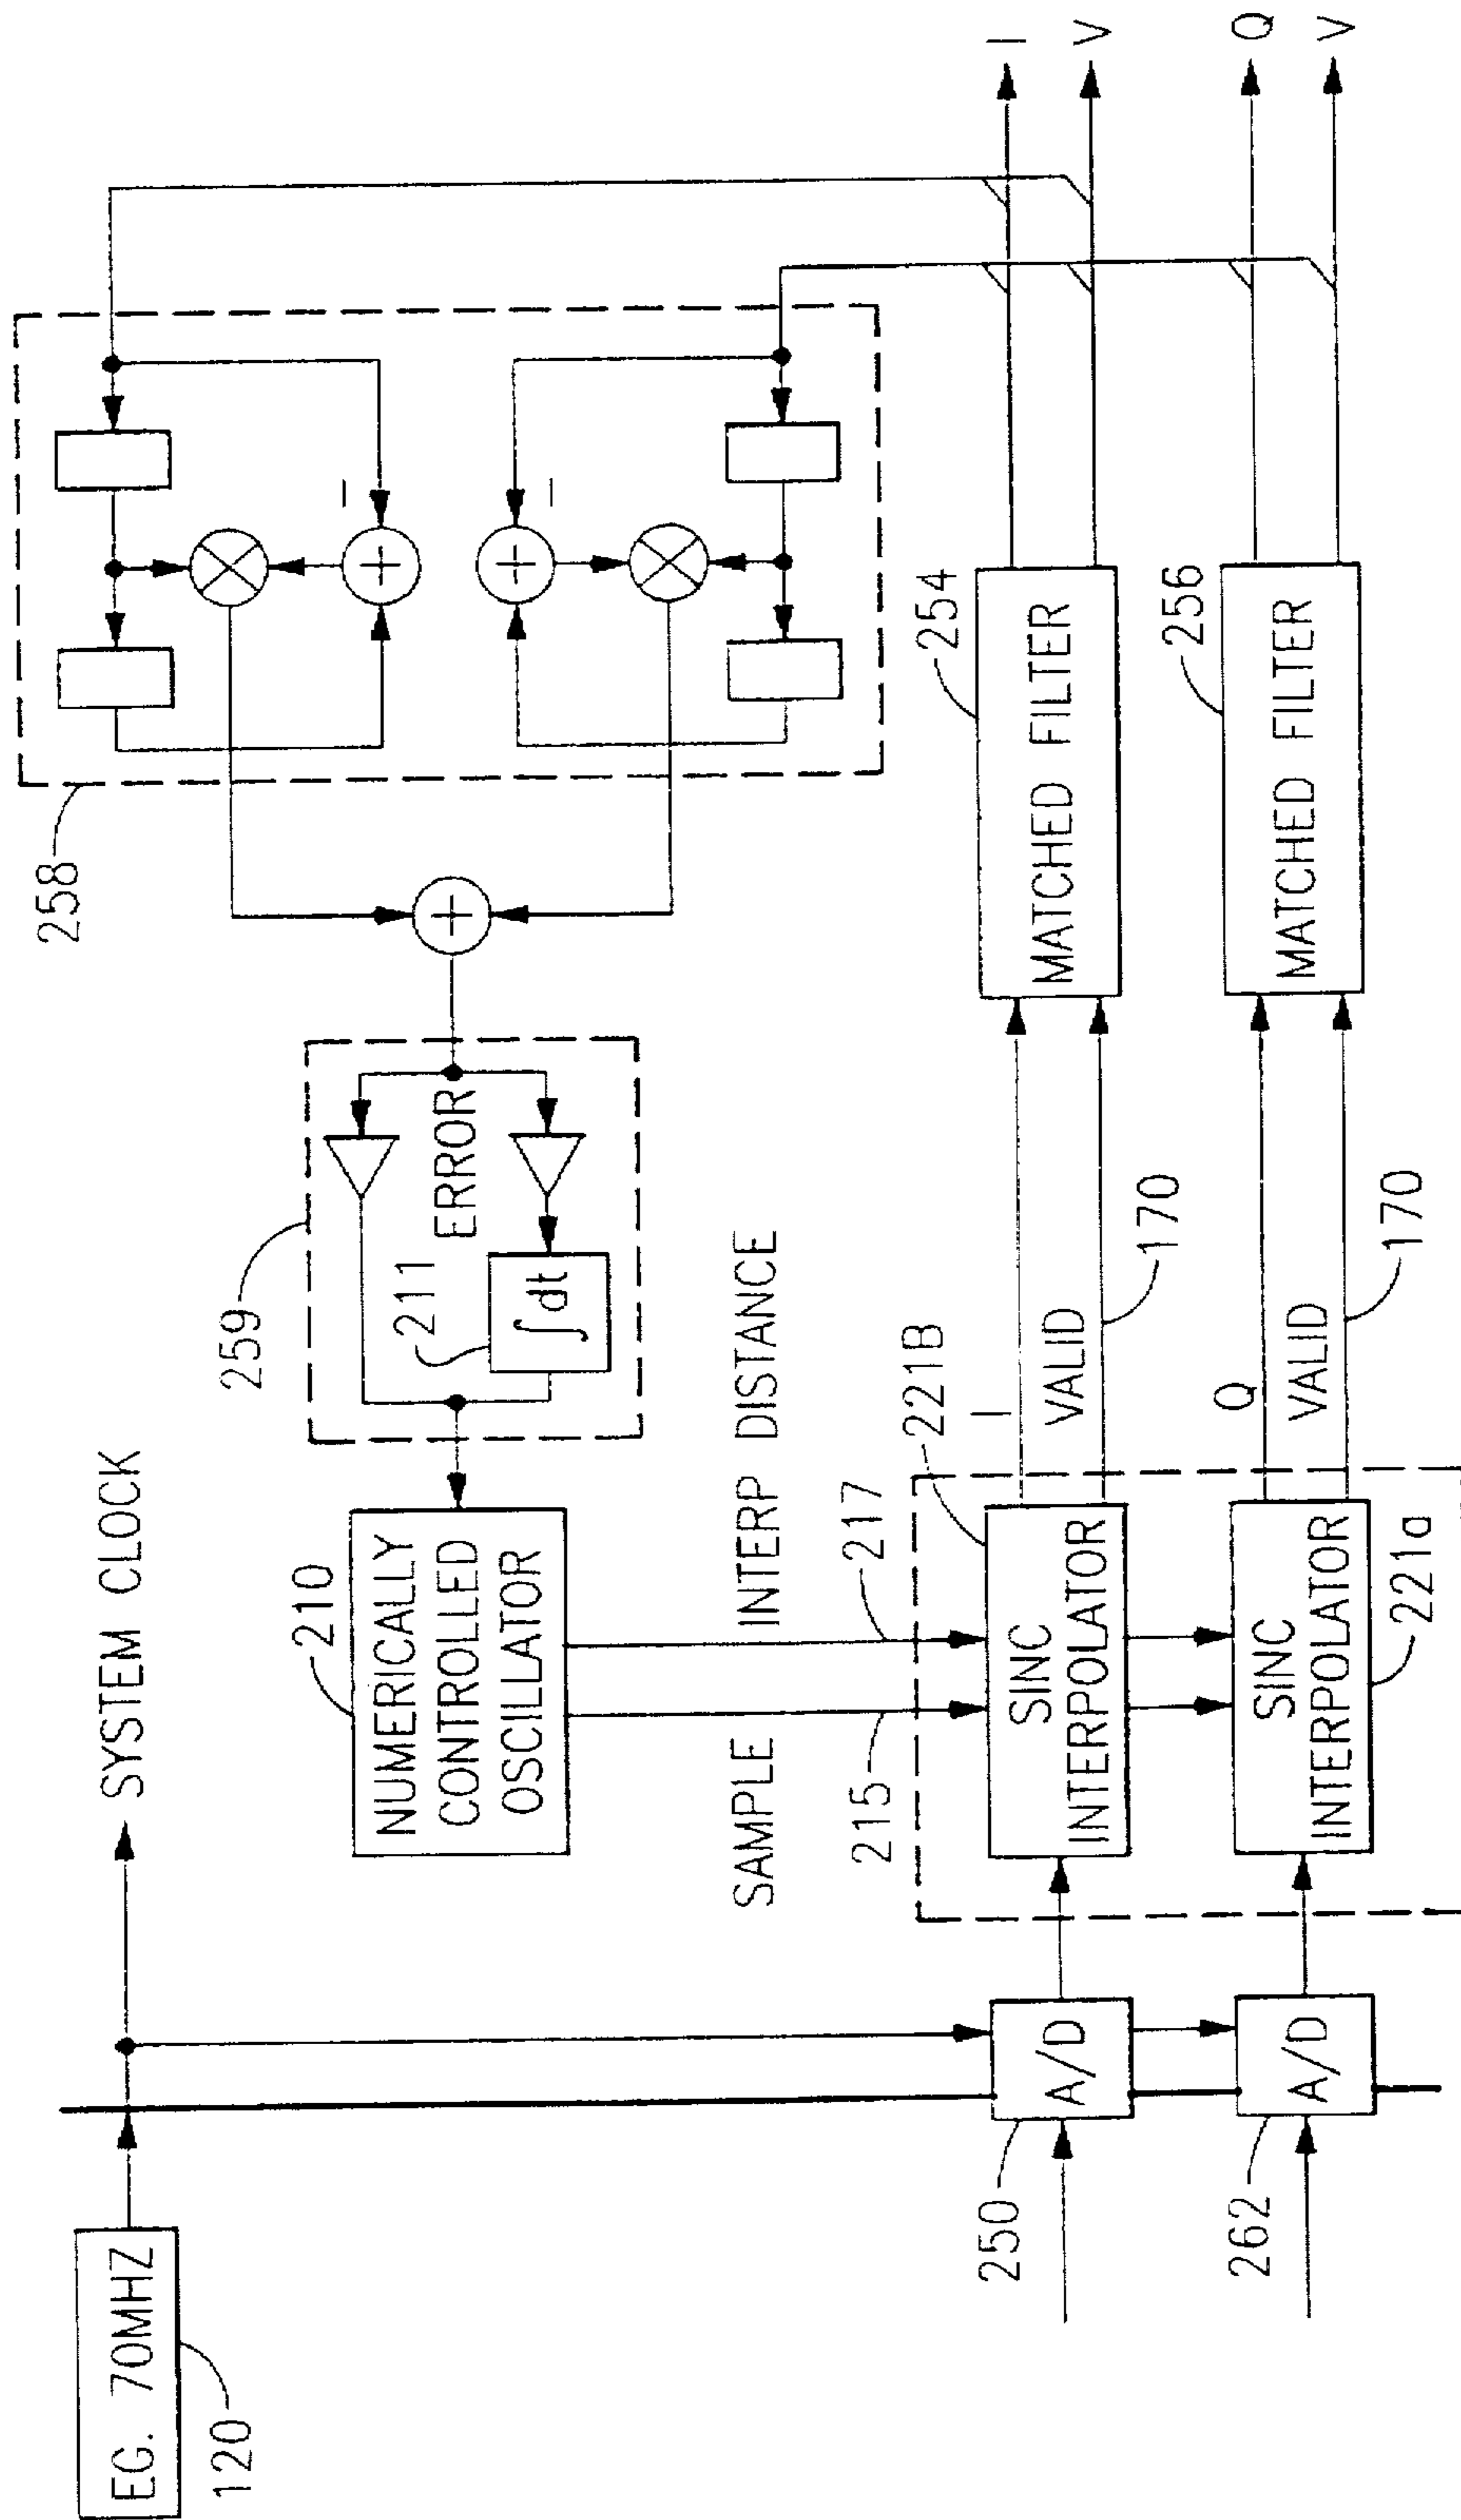 EG. 70MHZ
120
SYSTEM CLOCK
258
259
ERROR
211
∫dt
210
NUMERICALLY
CONTROLLED
OSCILLATOR
SAMPLE
INTERP DISTANCE
215
217
221B
250
A/D
SINC
INTERPOLATOR
I
VALID
170
254
MATCHED FILTER
I
V
262
A/D
SINC
INTERPOLATOR
221a
Q
VALID
170
256
MATCHED FILTER
Q
V